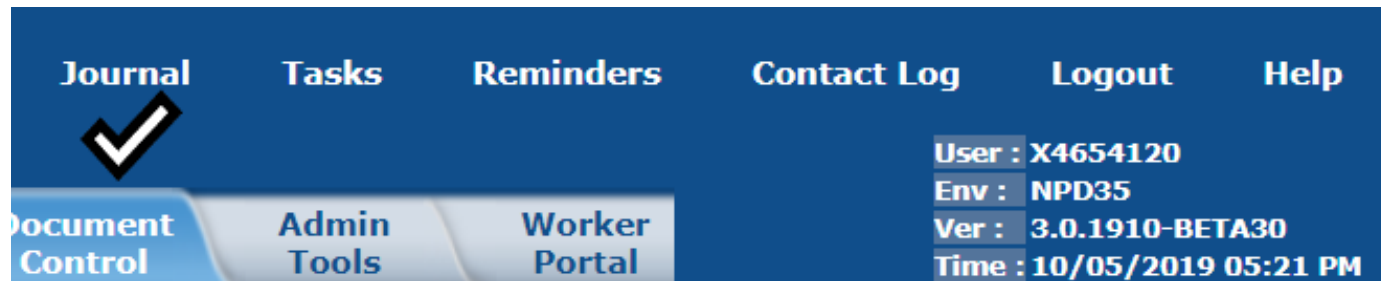 Journal Tasks Reminders Contact Log Logout Help
User : X4654120
Env : NPD35
Ver : 3.0.1910-BETA30
Time : 10/05/2019 05:21 PM
Document Control
Admin Tools
Worker Portal